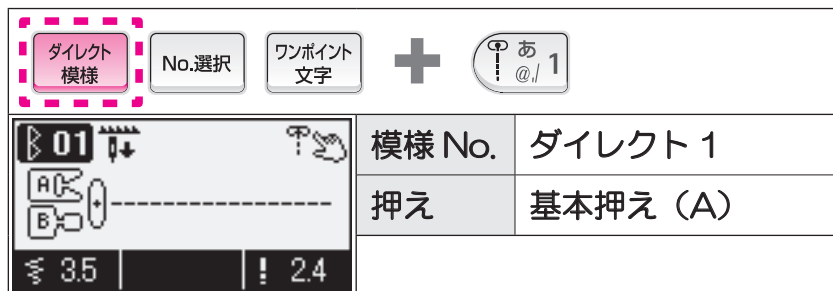 ダイレクト
模様
No.選択
ワンポイント
文字
あ
@./ 1
01
模様 No. ダイレクト 1
A
押え 基本押え（A）
B
3.5
! 2.4